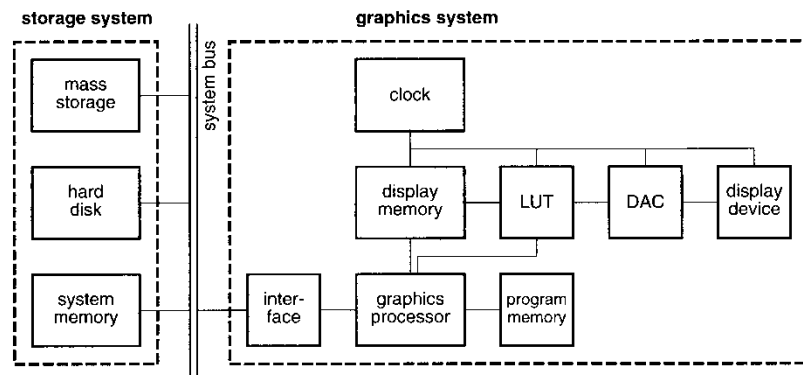 storage system
graphics system
system bus
mass
storage
clock
hard
disk
display
memory
LUT
DAC
display
device
system
memory
inter-
face
graphics
processor
program
memory